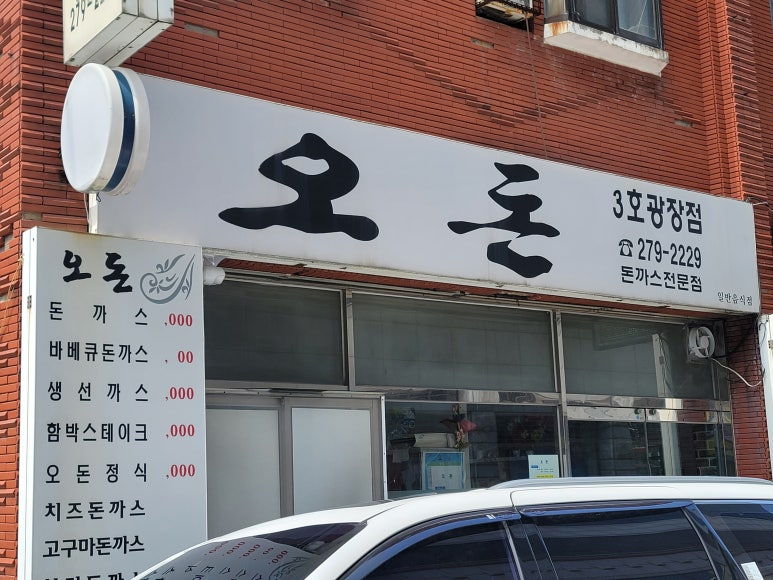 279-2
오돈
3호광장점
☎279-2229
돈까스전문점
일반음식점
오돈
돈까스 ,000
바베큐돈까스 , 00
생선까스 ,000
함박스테이크 ,000
오돈정식 ,000
치즈돈까스
고구마돈까스